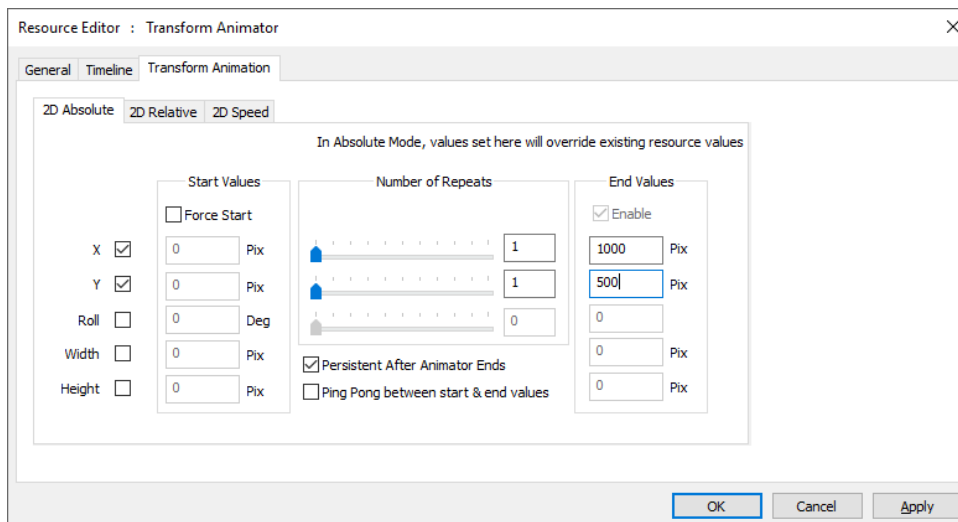 Resource Editor : Transform Animator
General Timeline Transform Animation
2D Absolute 2D Relative 2D Speed
In Absolute Mode, values set here will override existing resource values
Start Values Number of Repeats End Values
Force Start Enable
X 0 Pix 1 1000 Pix
Y 0 Pix 1 500 Pix
Roll 0 Deg 0 0
Width 0 Pix Persistent After Animator Ends 0 Pix
Height 0 Pix Ping Pong between start & end values 0 Pix
OK Cancel Apply